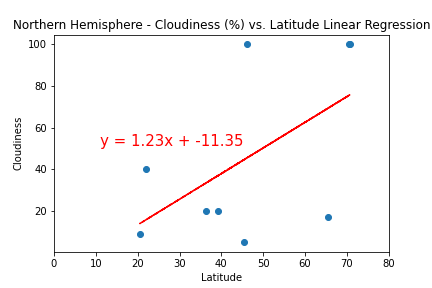 Northern Hemisphere - Cloudiness (%) vs. Latitude Linear Regression
100
80
60
40
20
Cloudiness
y = 1.23x + -11.35
0 10 20 30 40 50 60 70 80
Latitude